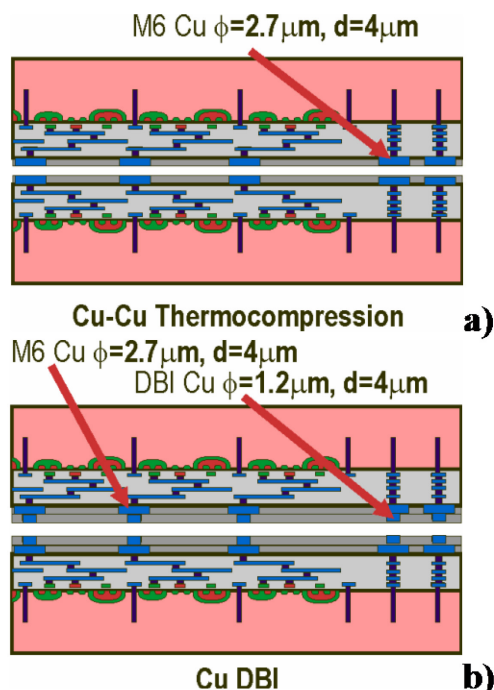 M6 Cu ϕ=2.7μm, d=4μm
Cu-Cu Thermocompression
a)
M6 Cu ϕ=2.7μm, d=4μm
DBI Cu ϕ=1.2μm, d=4μm
Cu DBI
b)